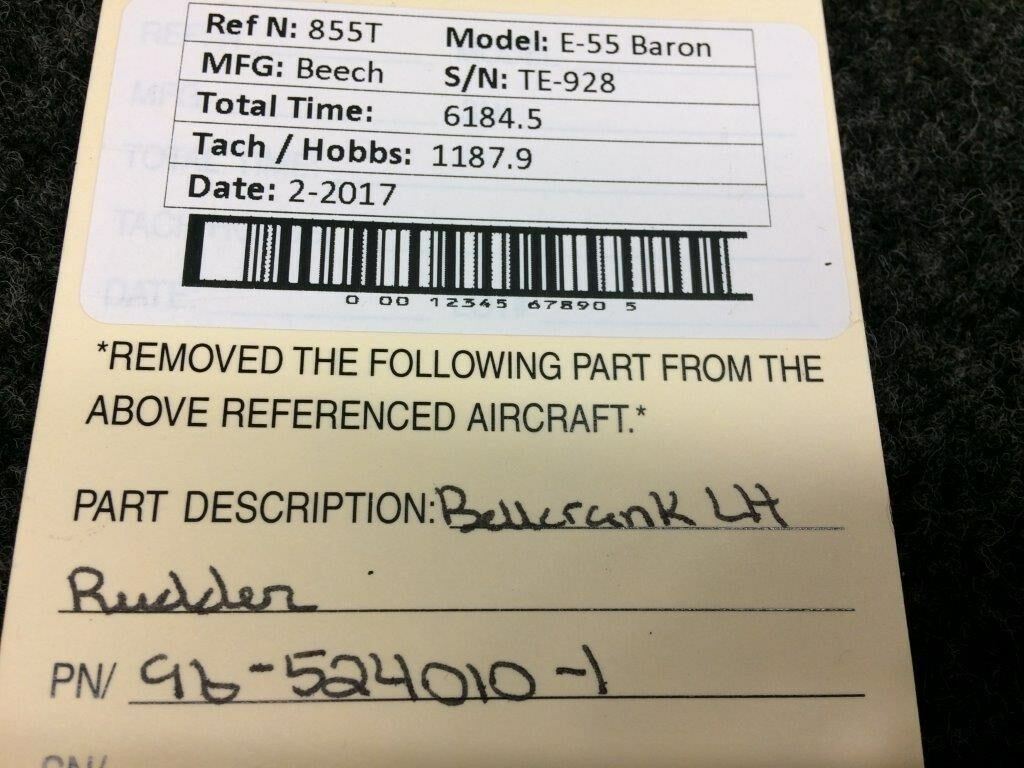 Ref N: 855T Model: E-55 Baron
MFG: Beech S/N: TE-928
Total Time: 6184.5
Tach / Hobbs: 1187.9
Date: 2-2017
0 00 12345 67890 5
*REMOVED THE FOLLOWING PART FROM THE
ABOVE REFERENCED AIRCRAFT.*
PART DESCRIPTION: Bellcrank LH
Rudder
PN/ 96-524010-1